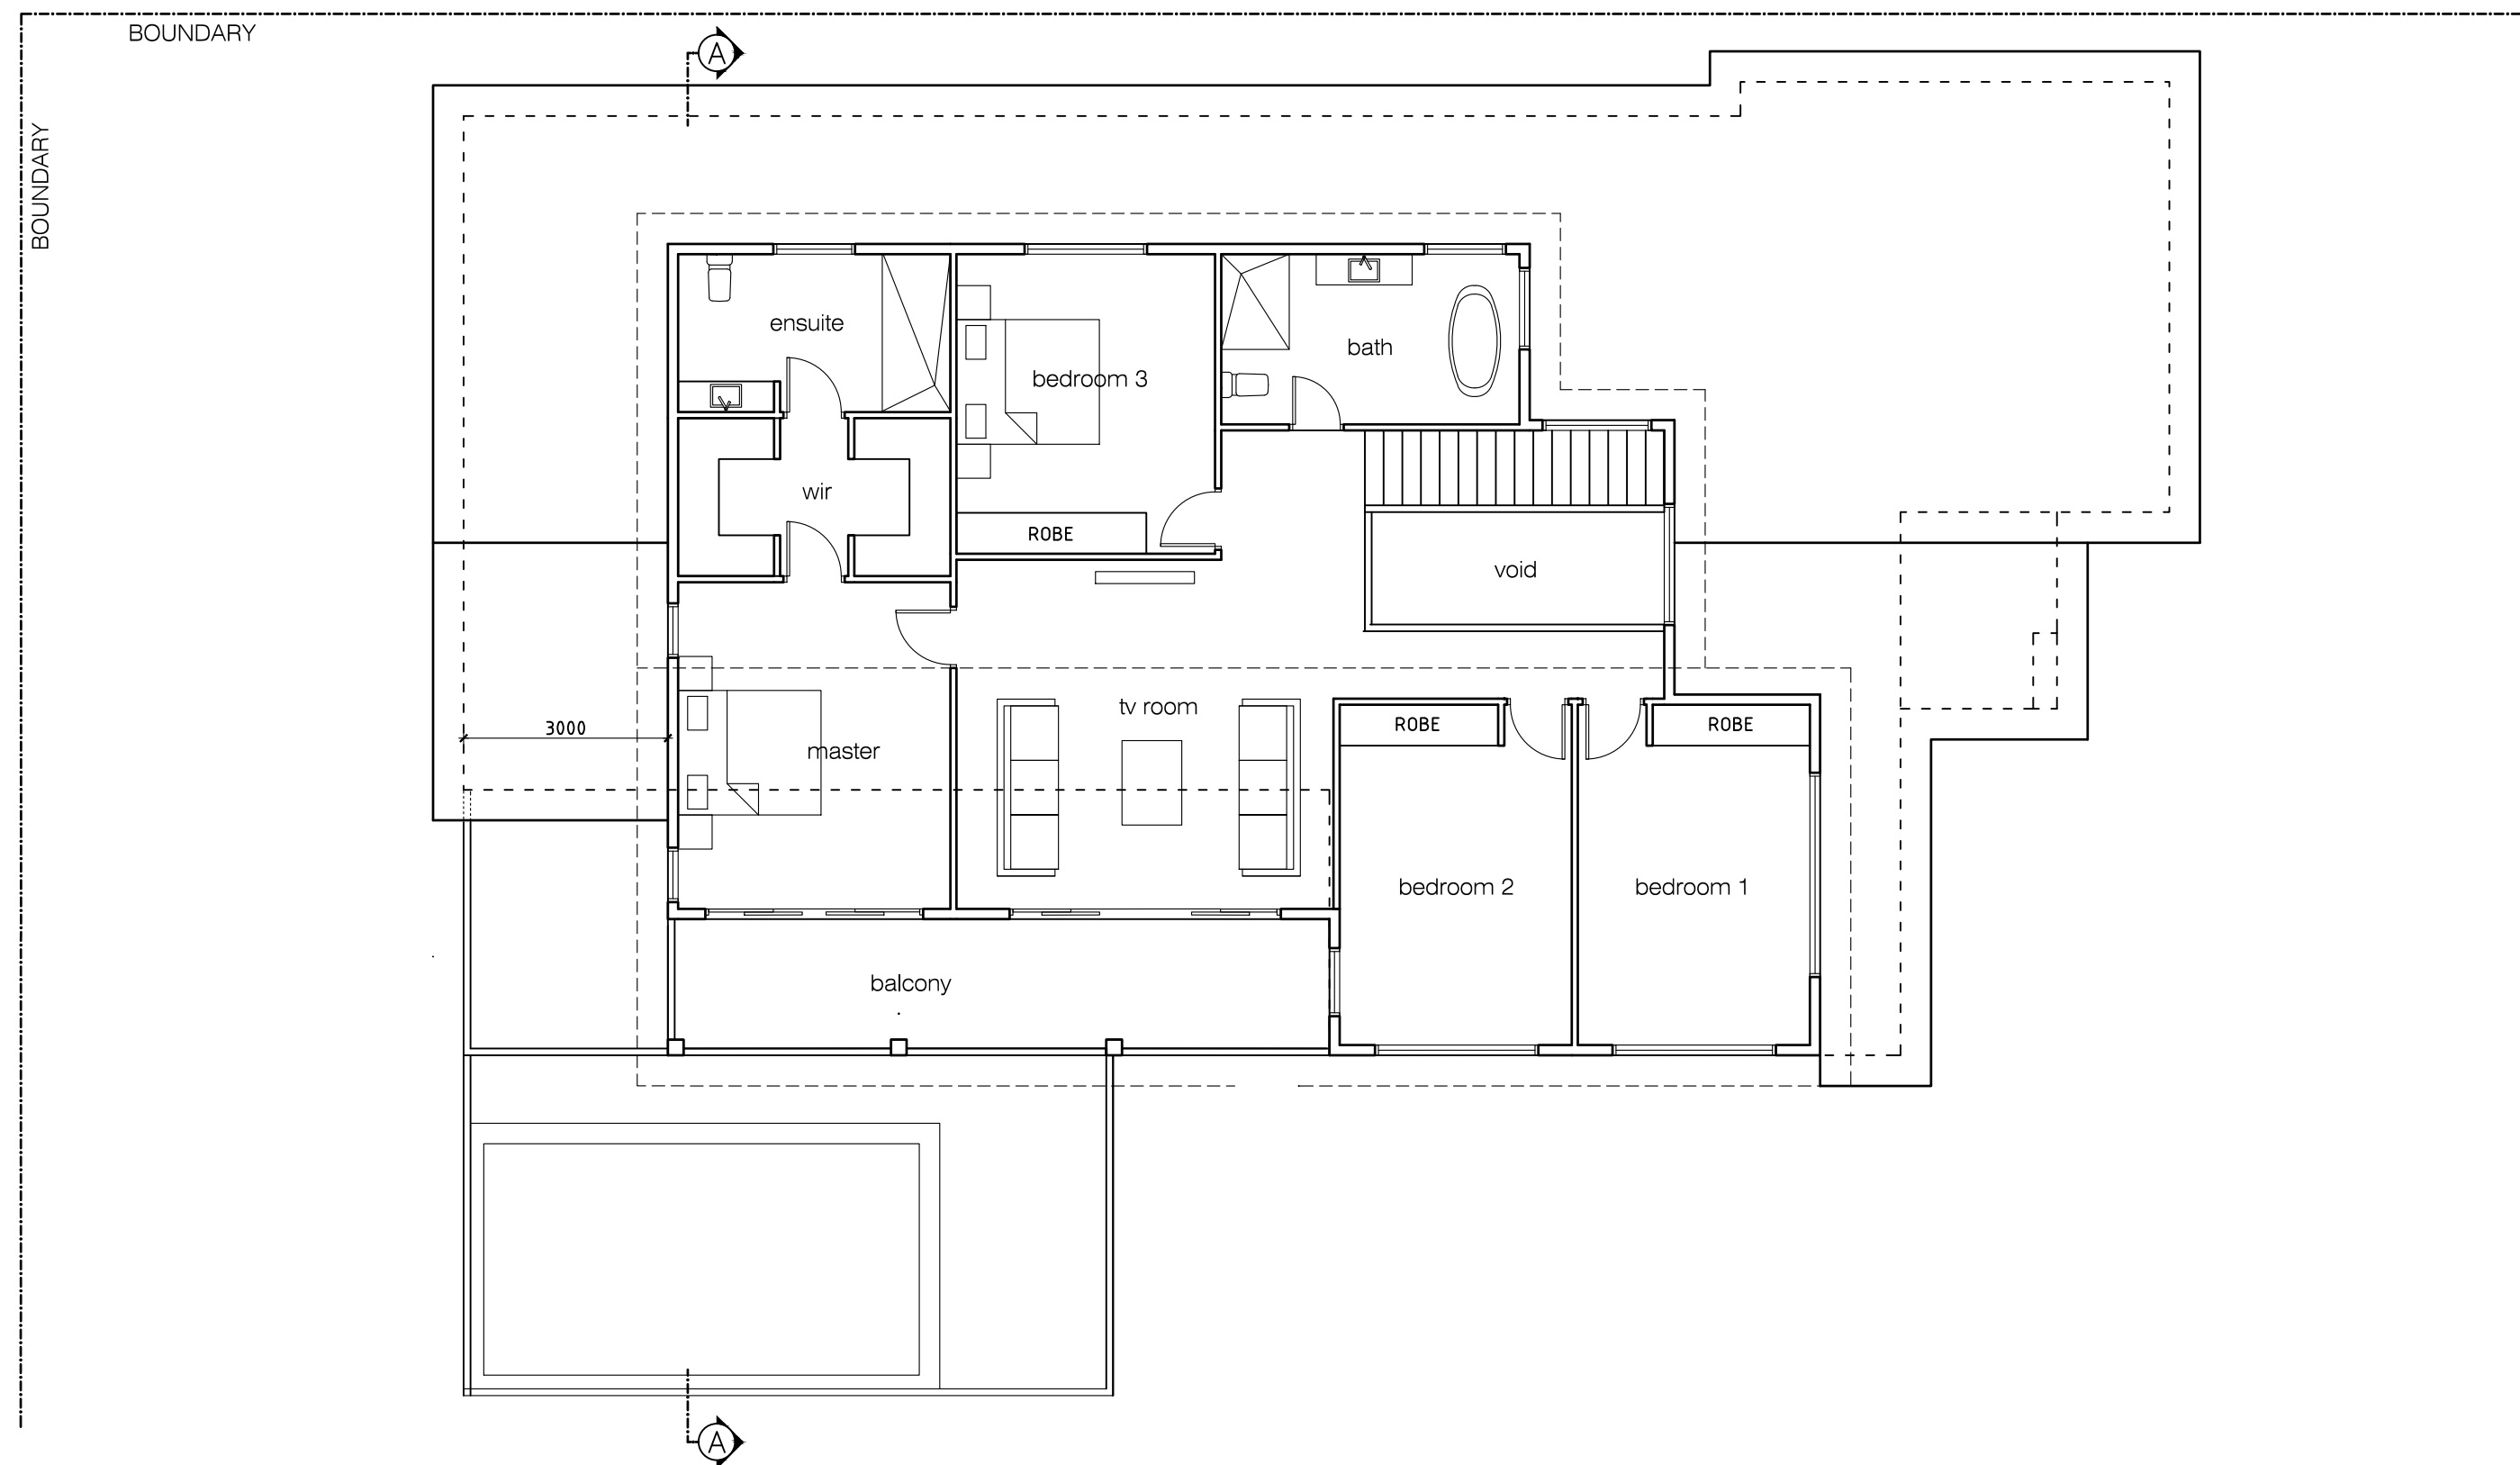 BOUNDARY
A
BOUNDARY
ensuite
bath
bedroom 3
wir
ROBE
void
tv room
ROBE
ROBE
3000
master
bedroom 2
bedroom 1
balcony
A